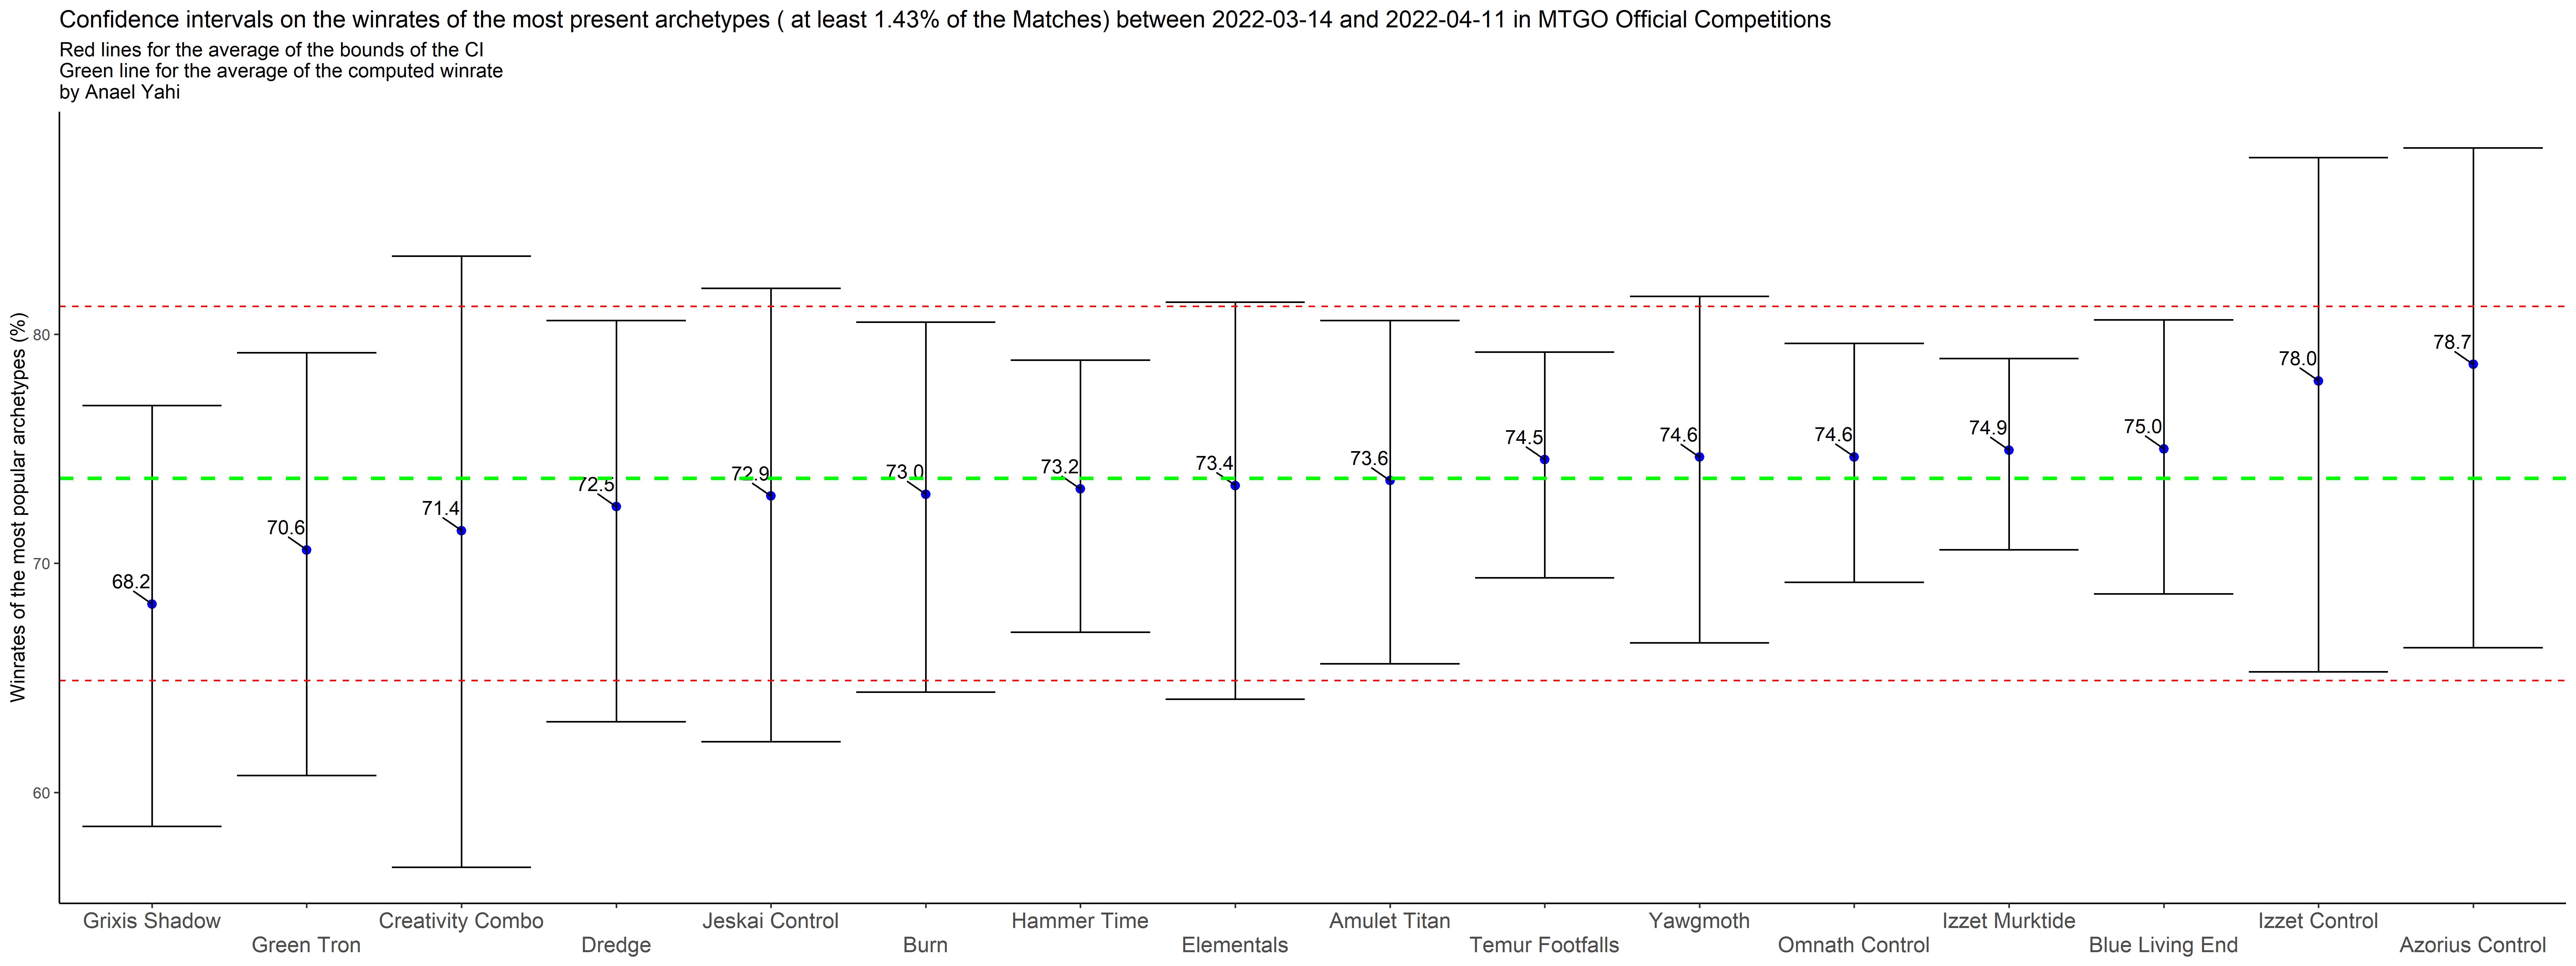 Confidence intervals on the winrates of the most present archetypes ( at least 1.43% of the Matches) between 2022-03-14 and 2022-04-11 in MTGO Official Competitions
Red lines for the average of the bounds of the CI
Green line for the average of the computed winrate
by Anael Yahi
Winrates of the most popular archetypes (%)
80
70
60
68.2
70.6
71.4
72.5
72.9
73.0
73.2
73.4
73.6
74.5
74.6
74.6
74.9
75.0
78.0
78.7
Grixis Shadow
Green Tron
Creativity Combo
Dredge
Jeskai Control
Burn
Hammer Time
Elementals
Amulet Titan
Temur Footfalls
Yawgmoth
Omnath Control
Izzet Murktide
Blue Living End
Izzet Control
Azorius Control